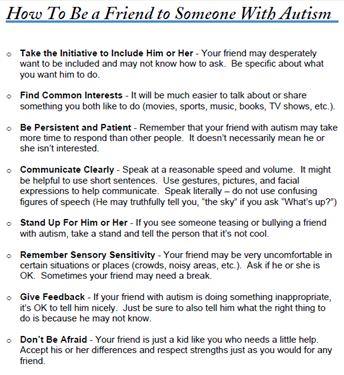 How To Be a Friend to Someone With Autism
o Take the Initiative to Include Him or Her - Your friend may desperately
want to be included and may not know how to ask. Be specific about what
you want him to do.
o Find Common Interests - It will be much easier to talk about or share
something you both like to do (movies, sports, music, books, TV shows, etc.).
o Be Persistent and Patient - Remember that your friend with autism may take
more time to respond than other people. It doesn't necessarily mean he or
she isn't interested.
o Communicate Clearly - Speak at a reasonable speed and volume. It might
be helpful to use short sentences. Use gestures, pictures, and facial
expressions to help communicate. Speak literally – do not use confusing
figures of speech (He may truthfully tell you, "the sky" if you ask "What's up?")
o Stand Up For Him or Her - If you see someone teasing or bullying a friend
with autism, take a stand and tell the person that it's not cool.
o Remember Sensory Sensitivity - Your friend may be very uncomfortable in
certain situations or places (crowds, noisy areas, etc.). Ask if he or she is
OK. Sometimes your friend may need a break.
o Give Feedback - If your friend with autism is doing something inappropriate,
it's OK to tell him nicely. Just be sure to also tell him what the right thing to
do is because he may not know.
o Don't Be Afraid - Your friend is just a kid like you who needs a little help.
Accept his or her differences and respect strengths just as you would for any
friend.